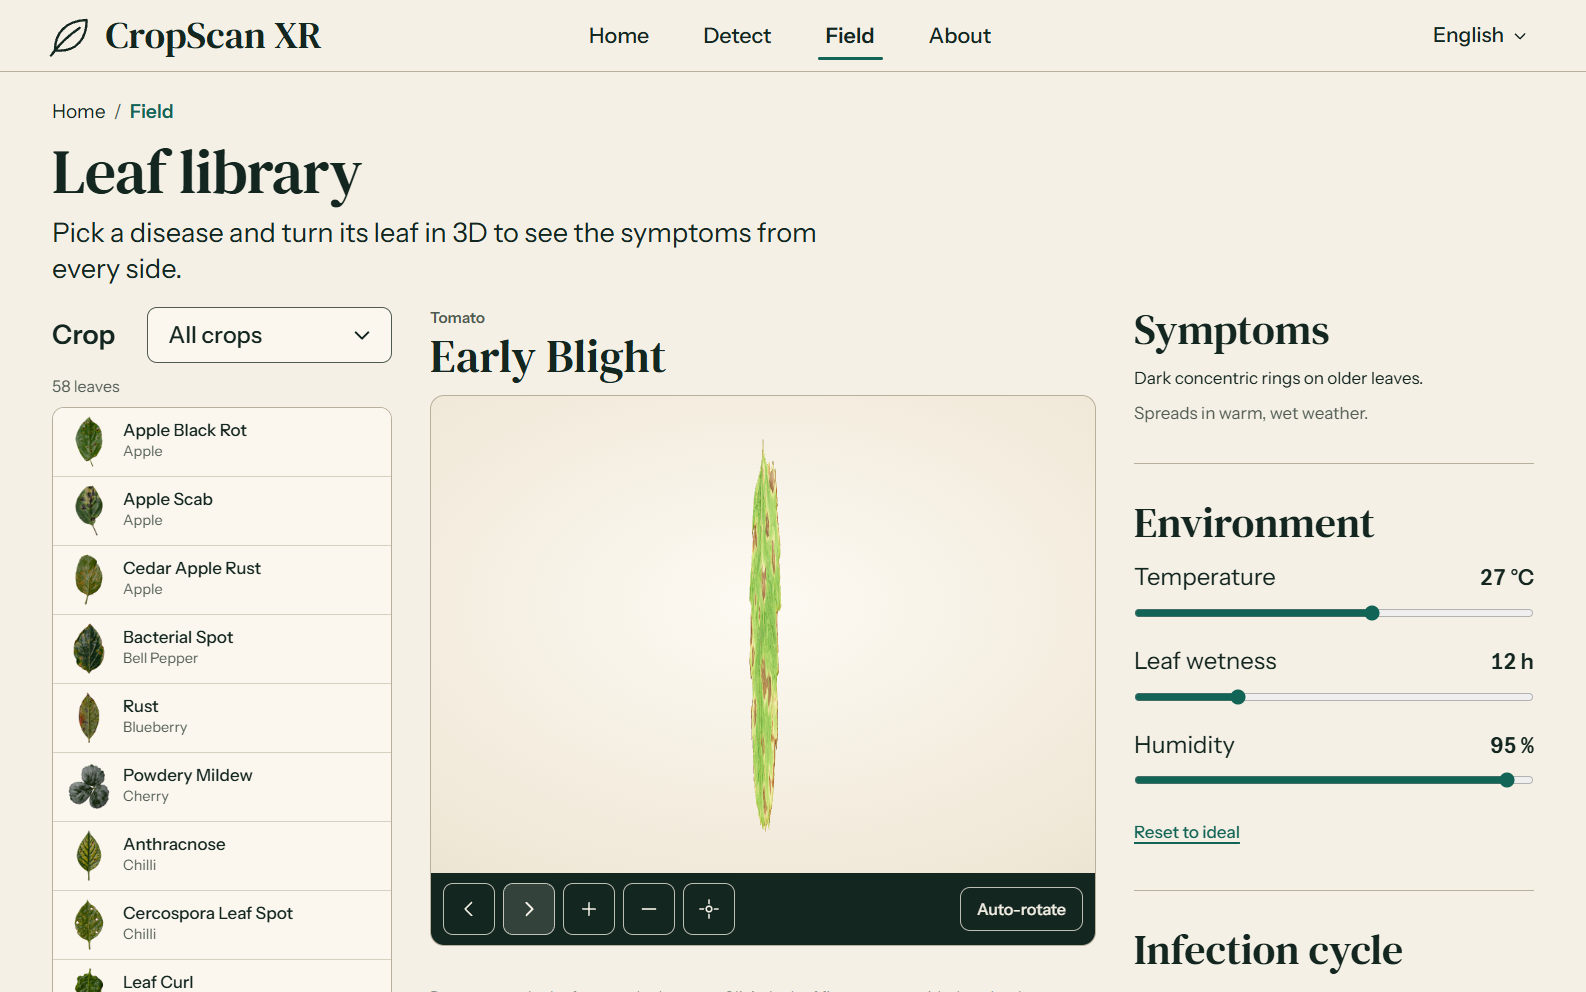 CropScan XR
Home
Detect
Field
About
English
Home / Field
Leaf library
Pick a disease and turn its leaf in 3D to see the symptoms from
every side.
Crop
All crops
58 leaves
Apple Black Rot
Apple
Apple Scab
Apple
Cedar Apple Rust
Apple
Bacterial Spot
Bell Pepper
Rust
Blueberry
Powdery Mildew
Cherry
Anthracnose
Chilli
Cercospora Leaf Spot
Chilli
Leaf Curl
Tomato
Early Blight
Auto-rotate
Symptoms
Dark concentric rings on older leaves.
Spreads in warm, wet weather.
Environment
Temperature
27 °C
Leaf wetness
12 h
Humidity
95 %
Reset to ideal
Infection cycle